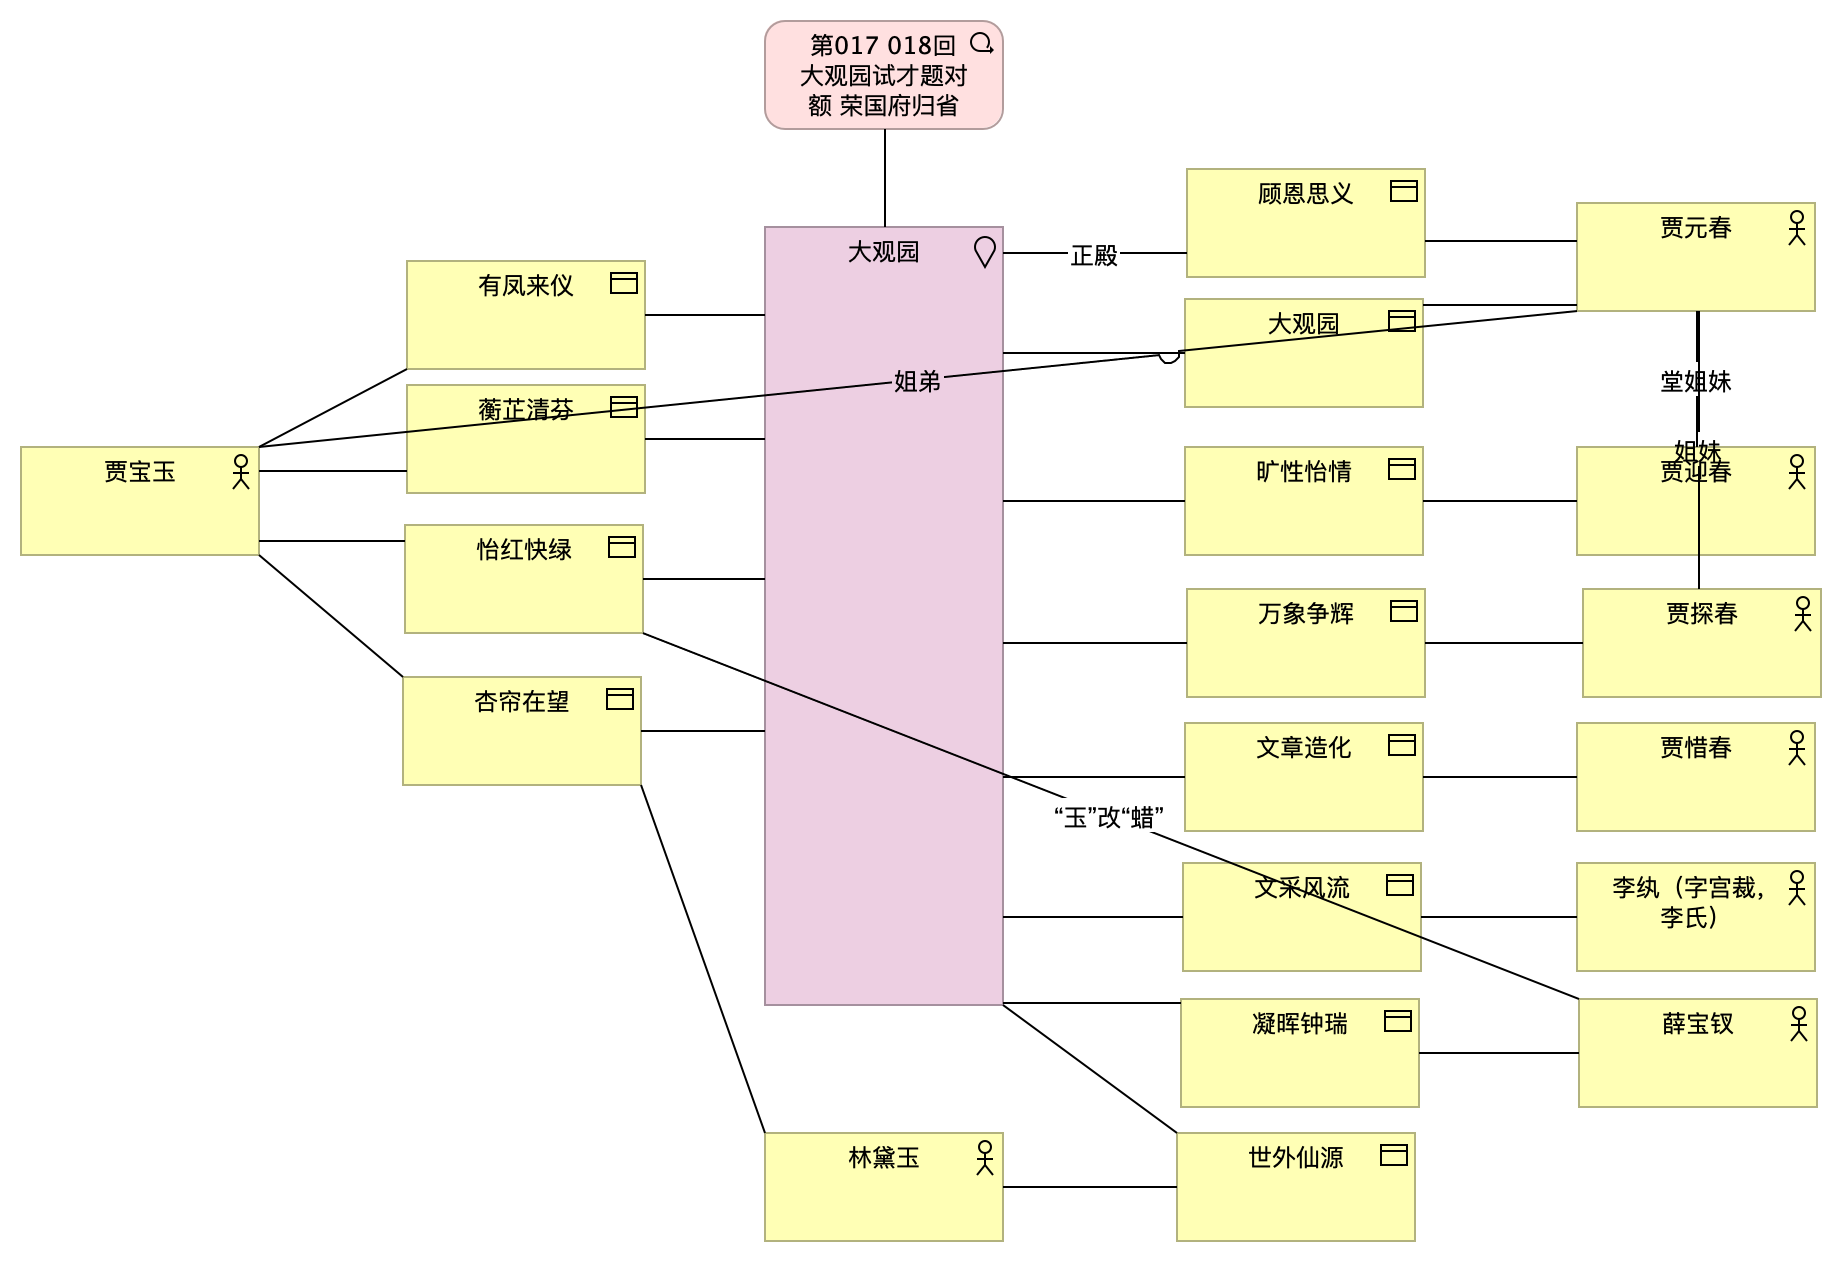 第017 018回
大观园试才题对
额 荣国府归省
顾恩思义
贾元春
大观园
正殿
有凤来仪
大观园
姐弟
堂姐妹
蘅芷清芬
姐妹
贾宝玉
旷性怡情
贾迎春
怡红快绿
万象争辉
贾探春
杏帘在望
文章造化
贾惜春
“玉”改“蜡”
文采风流
李纨（字宫裁，
李氏）
凝晖钟瑞
薛宝钗
林黛玉
世外仙源